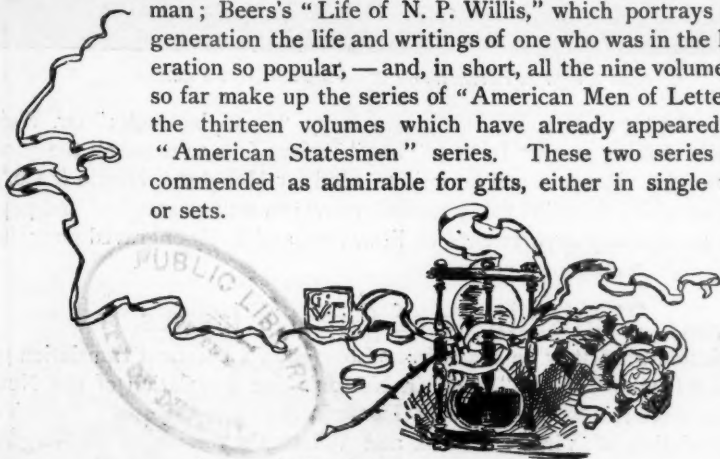 man; Beers's "Life of N. P. Willis," which portrays
generation the life and writings of one who was in the
eration so popular, — and, in short, all the nine volume
so far make up the series of "American Men of Lette
the thirteen volumes which have already appeared
"American Statesmen" series. These two series
commended as admirable for gifts, either in single
or sets.
PUBLIC LIBRARY